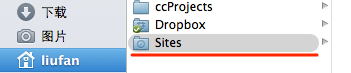 下载
图片
liufan
ccProjects
Dropbox
Sites